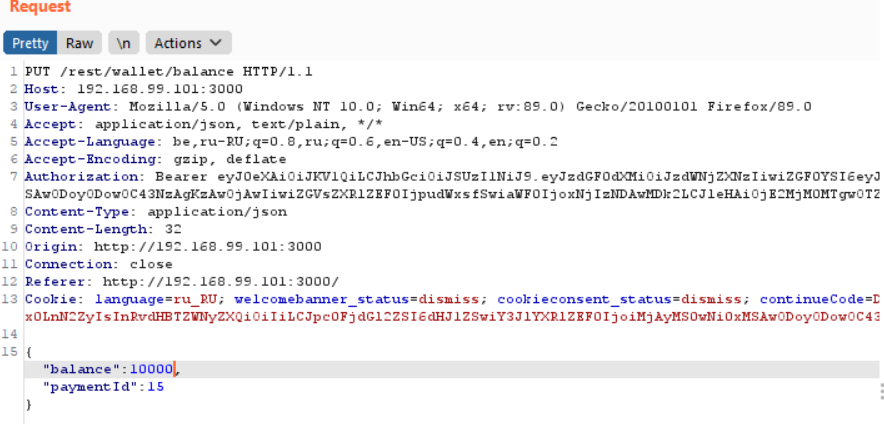 Request
Pretty Raw \n Actions
1 PUT /rest/wallet/balance HTTP/1.1
2 Host: 192.168.99.101:3000
3 User-Agent: Mozilla/5.0 (Windows NT 10.0; Win64; x64; rv:89.0) Gecko/20100101 Firefox/89.0
4 Accept: application/json, text/plain, */*
5 Accept-Language: be,ru-RU;q=0.8,ru;q=0.6,en-US;q=0.4,en;q=0.2
6 Accept-Encoding: gzip, deflate
7 Authorization: Bearer
8 Content-Type: application/json
9 Content-Length: 32
10 Origin: http://192.168.99.101:3000
11 Connection: close
12 Referer: http://192.168.99.101:3000/
13 Cookie: language=ru_RU; welcomebanner_status=dismiss; cookieconsent_status=dismiss; continueCode=
14
15 {
"balance":10000,
"paymentId":15
}